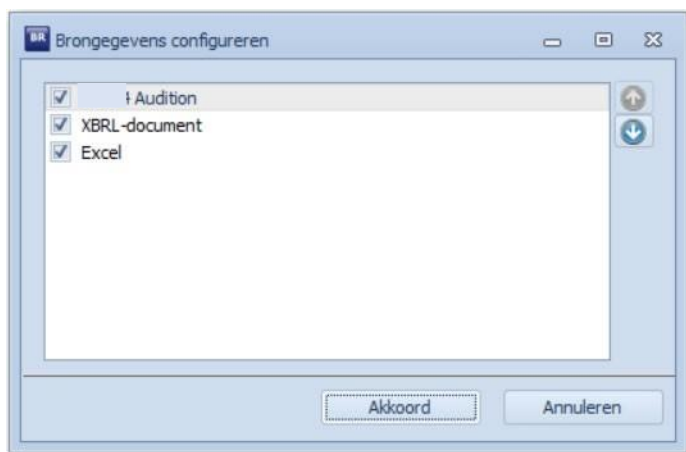 BR Brongegevens configureren
Audition
XBRL-document
Excel
Akkoord
Annuleren